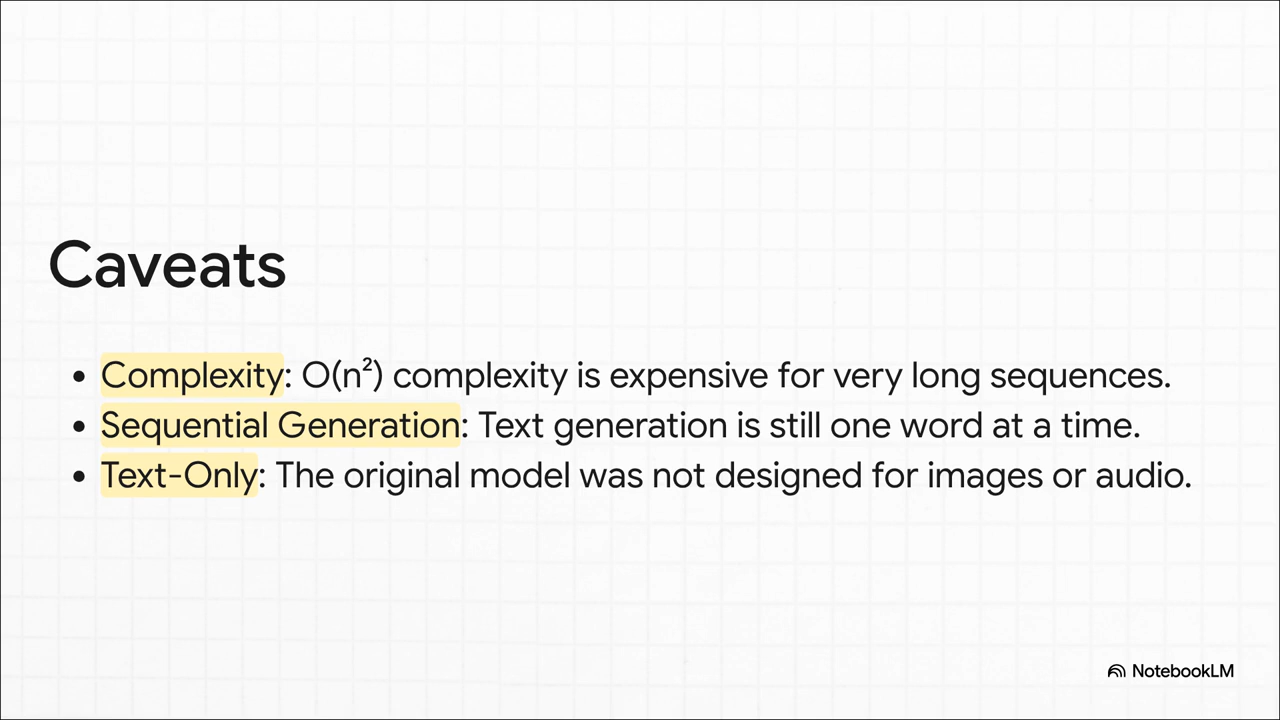 Caveats
• Complexity: O(n²) complexity is expensive for very long sequences.
• Sequential Generation: Text generation is still one word at a time.
• Text-Only: The original model was not designed for images or audio.
NotebookLM